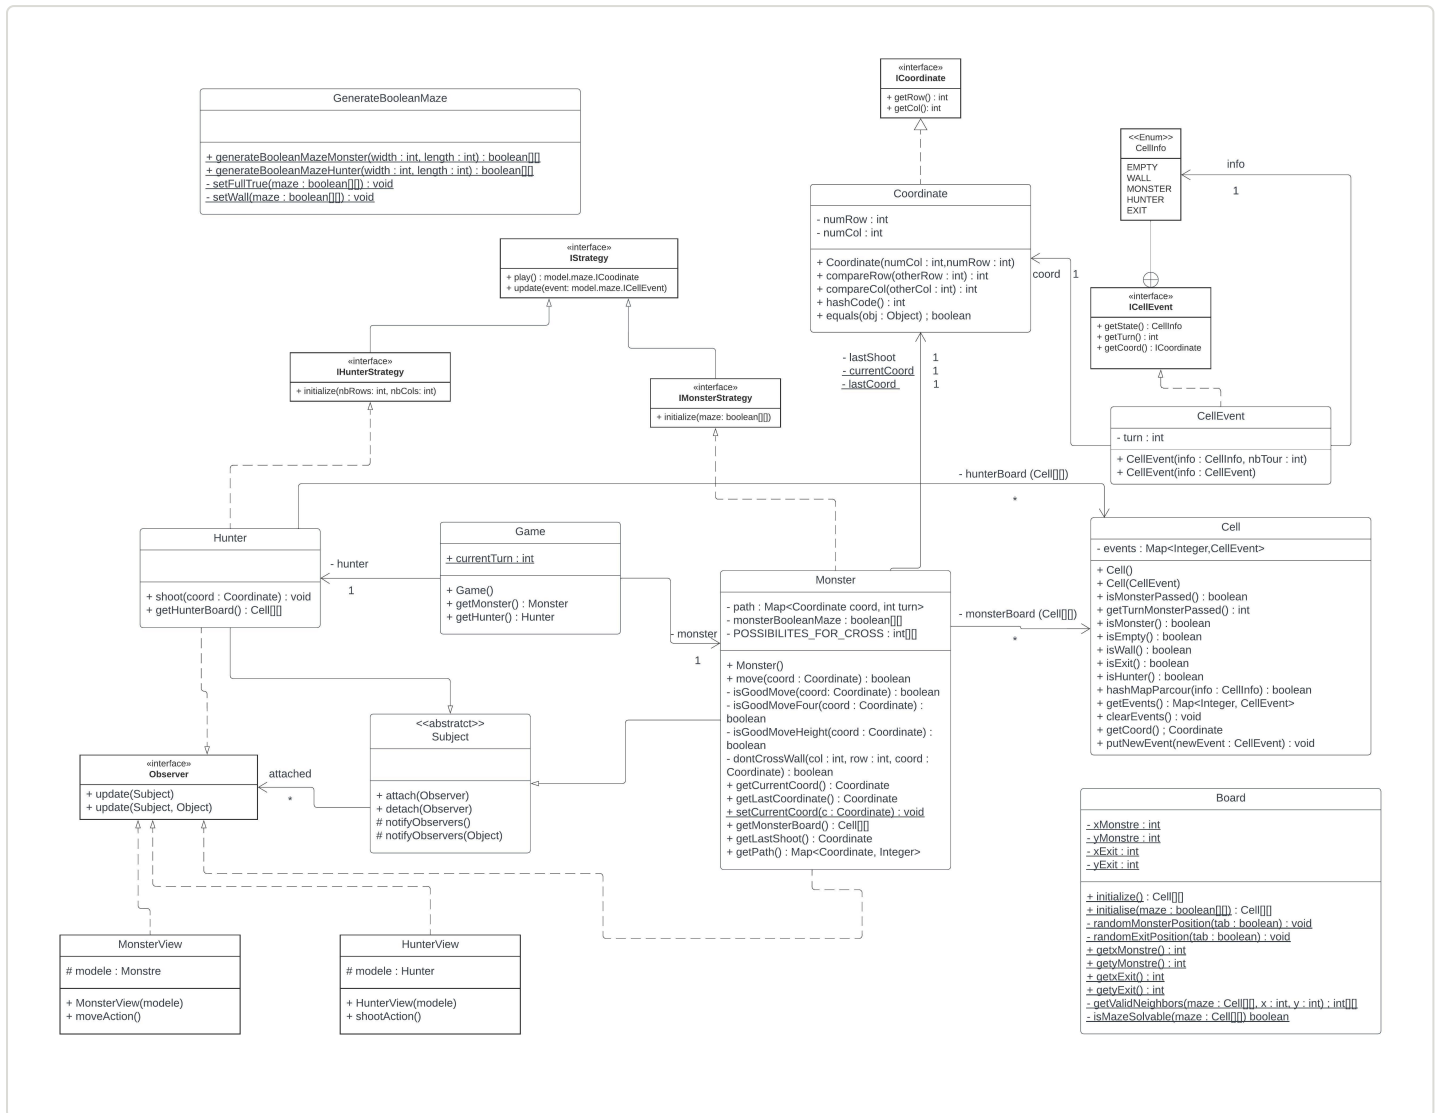 «interface»
ICoordinate
+ getRow() : int
+ getCol(): int
GenerateBooleanMaze
+ generateBooleanMazeMonster(width : int, length : int) : boolean[][]
+ generateBooleanMazeHunter(width : int, length : int) : boolean[][]
- setFullTrue(maze : boolean[][]) : void
- setWall(maze : boolean[][]) : void
<<Enum>>
CellInfo
EMPTY
WALL
MONSTER
HUNTER
EXIT
info
1
Coordinate
- numRow : int
- numCol : int
+ Coordinate(numCol : int,numRow : int)
+ compareRow(otherRow : int) : int
+ compareCol(otherCol : int) : int
+ hashCode() : int
+ equals(obj : Object) ; boolean
coord 1
«interface»
IStrategy
+ play() : model.maze.ICoodinate
+ update(event: model.maze.ICellEvent)
«interface»
ICellEvent
+ getState() : CellInfo
+ getTurn() : int
+ getCoord() : ICoordinate
«interface»
IHunterStrategy
+ initialize(nbRows: int, nbCols: int)
«interface»
IMonsterStrategy
+ initialize(maze: boolean[][])
- lastShoot 1
- currentCoord 1
- lastCoord 1
CellEvent
- turn : int
+ CellEvent(info : CellInfo, nbTour : int)
+ CellEvent(info : CellEvent)
- hunterBoard (Cell[][])
*
Hunter
+ shoot(coord : Coordinate) : void
+ getHunterBoard() : Cell[][]
- hunter
1
Game
+ currentTurn : int
+ Game()
+ getMonster() : Monster
+ getHunter() : Hunter
- monster
1
Monster
- path : Map<Coordinate coord, int turn>
- monsterBooleanMaze : boolean[][]
- POSSIBILITES_FOR_CROSS : int[][]
+ Monster()
+ move(coord : Coordinate) : boolean
- isGoodMove(coord: Coordinate) : boolean
- isGoodMoveFour(coord : Coordinate) :
boolean
- isGoodMoveHeight(coord : Coordinate) :
boolean
- dontCrossWall(col : int, row : int, coord :
Coordinate) : boolean
+ getCurrentCoord() : Coordinate
+ getLastCoordinate() : Coordinate
+ setCurrentCoord(c : Coordinate) : void
+ getMonsterBoard() : Cell[][]
+ getLastShoot() : Coordinate
+ getPath() : Map<Coordinate, Integer>
- monsterBoard (Cell[][])
*
Cell
- events : Map<Integer,CellEvent>
+ Cell()
+ Cell(CellEvent)
+ isMonsterPassed() : boolean
+ getTurnMonsterPassed() : int
+ isMonster() : boolean
+ isEmpty() : boolean
+ isWall() : boolean
+ isExit() : boolean
+ isHunter() : boolean
+ hashMapParcour(info : CellInfo) : boolean
+ getEvents() : Map<Integer, CellEvent>
+ clearEvents() : void
+ getCoord() ; Coordinate
+ putNewEvent(newEvent : CellEvent) : void
<<abstratct>>
Subject
+ attach(Observer)
+ detach(Observer)
# notifyObservers()
# notifyObservers(Object)
«interface»
Observer
+ update(Subject)
+ update(Subject, Object)
attached
*
Board
- xMonstre : int
- yMonstre : int
- xExit : int
- yExit : int
+ initialize() : Cell[][]
+ initialise(maze : boolean[][]) : Cell[][]
- randomMonsterPosition(tab : boolean) : void
- randomExitPosition(tab : boolean) : void
+ getxMonstre() : int
+ getyMonstre() : int
+ getxExit() : int
+ getyExit() : int
- getValidNeighbors(maze : Cell[][], x : int, y : int) : int[][]
- isMazeSolvable(maze : Cell[][]) boolean
MonsterView
# modele : Monstre
+ MonsterView(modele)
+ moveAction()
HunterView
# modele : Hunter
+ HunterView(modele)
+ shootAction()